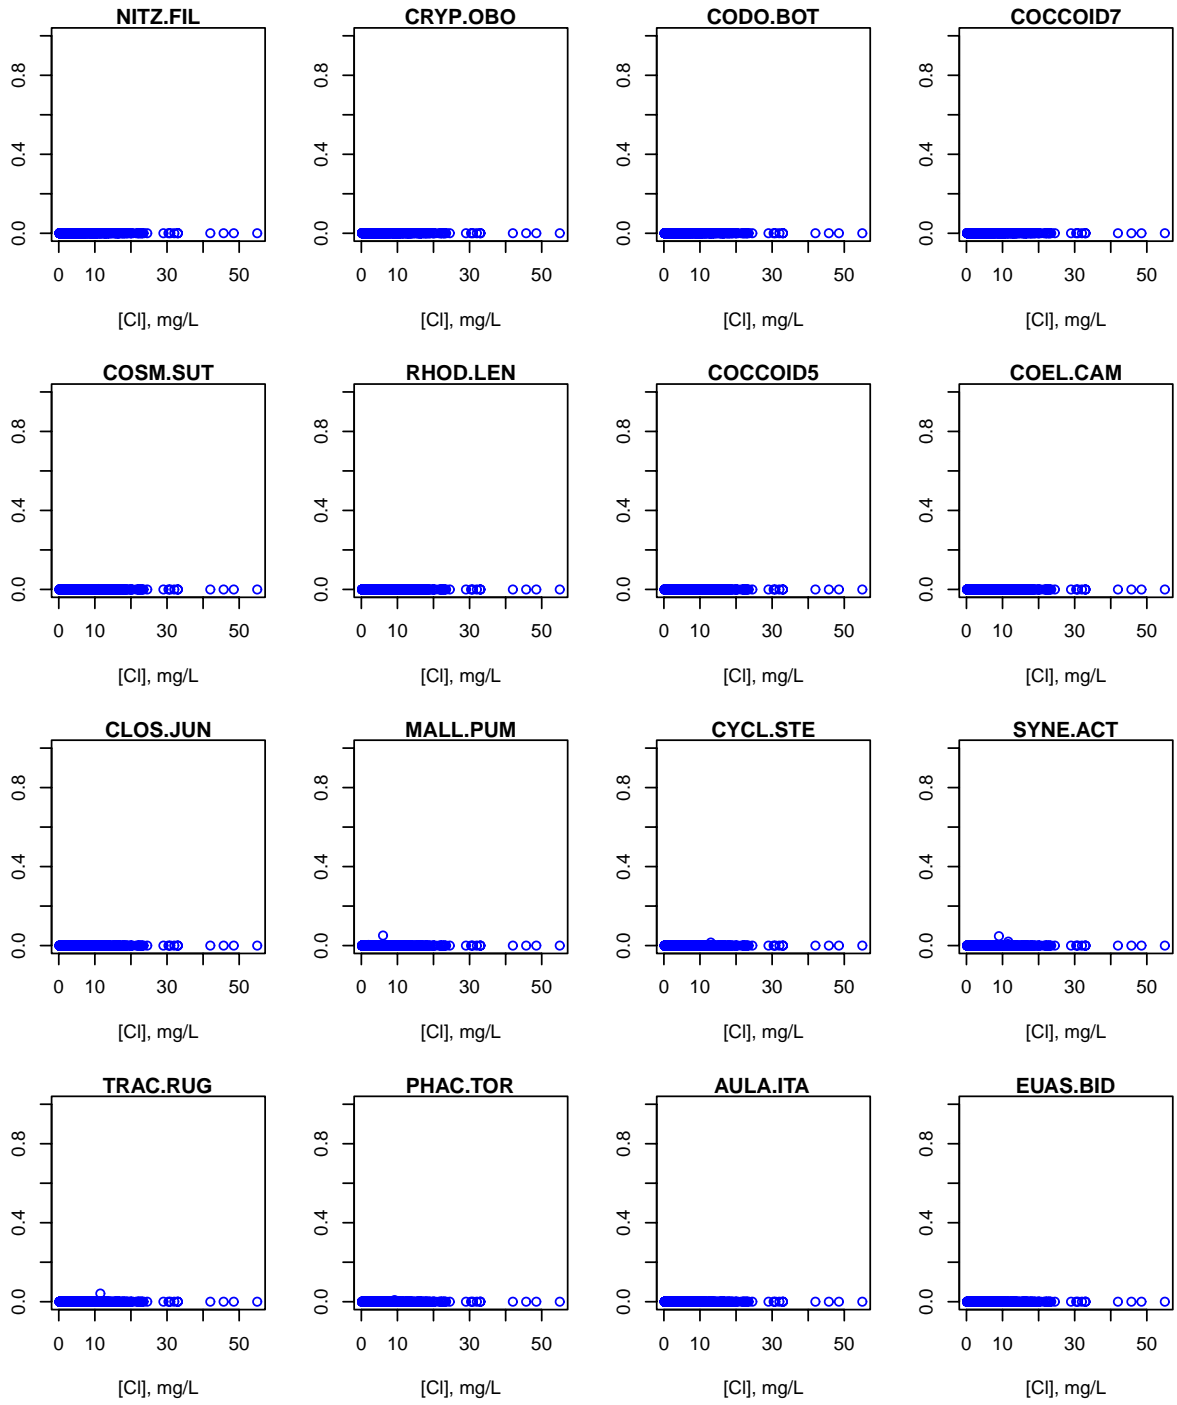 NITZ.FIL CRYP.OBO CODO.BOT COCCOID7
0.8 0.8 0.8 0.8
0.4 0.4 0.4 0.4
0.0 0.0 0.0 0.0
0 10 30 50 0 10 30 50 0 10 30 50 0 10 30 50
[Cl], mg/L [Cl], mg/L [Cl], mg/L [Cl], mg/L
COSM.SUT RHOD.LEN COCCOID5 COEL.CAM
0.8 0.8 0.8 0.8
0.4 0.4 0.4 0.4
0.0 0.0 0.0 0.0
0 10 30 50 0 10 30 50 0 10 30 50 0 10 30 50
[Cl], mg/L [Cl], mg/L [Cl], mg/L [Cl], mg/L
CLOS.JUN MALL.PUM CYCL.STE SYNE.ACT
0.8 0.8 0.8 0.8
0.4 0.4 0.4 0.4
0.0 0.0 0.0 0.0
0 10 30 50 0 10 30 50 0 10 30 50 0 10 30 50
[Cl], mg/L [Cl], mg/L [Cl], mg/L [Cl], mg/L
TRAC.RUG PHAC.TOR AULA.ITA EUAS.BID
0.8 0.8 0.8 0.8
0.4 0.4 0.4 0.4
0.0 0.0 0.0 0.0
0 10 30 50 0 10 30 50 0 10 30 50 0 10 30 50
[Cl], mg/L [Cl], mg/L [Cl], mg/L [Cl], mg/L